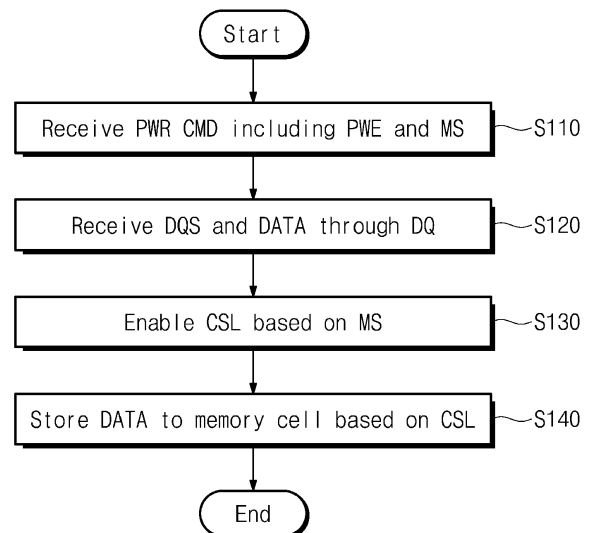 Start
Receive PWR CMD including PWE and MS
S110
Receive DQS and DATA through DQ
S120
Enable CSL based on MS
S130
Store DATA to memory cell based on CSL
S140
End